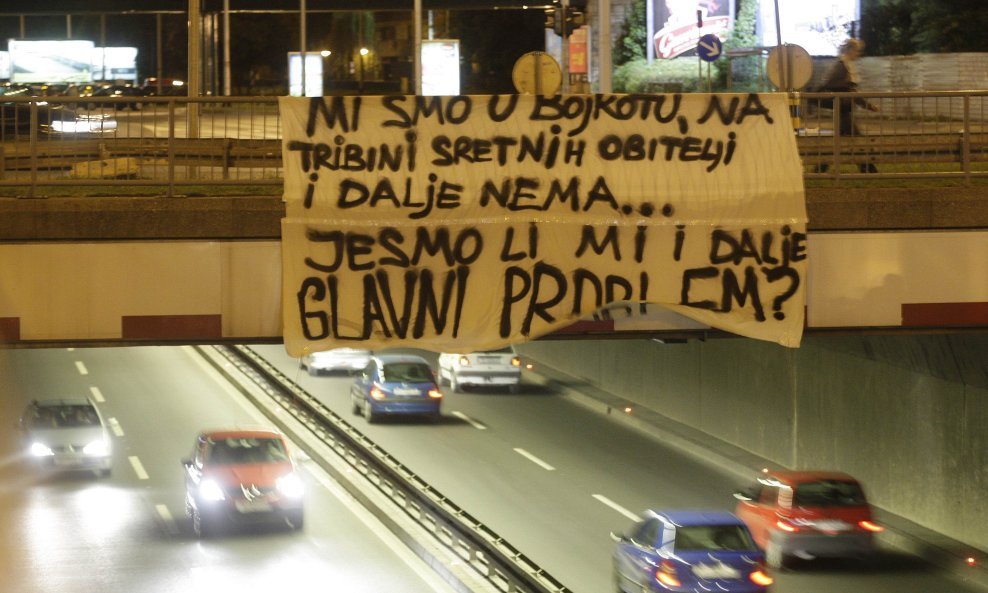 MI SMO U BOJKOTU, NA
TRIBINI SRETNIH OBITELJI
I DALJE NEMA...
JESMO LI MI I DALJE
GLAVNI PROBLEM?